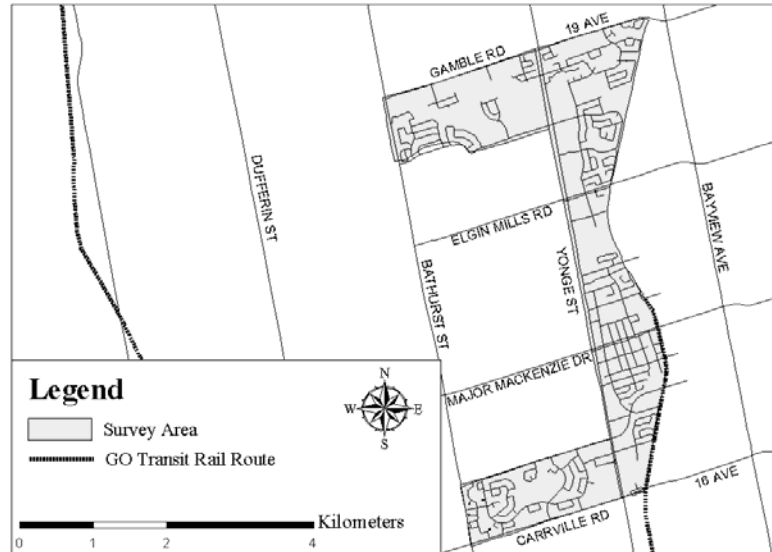 19 AVE
GAMBLE RD
DUFFERIN ST
ELGIN MILLS RD
BAYVIEW AVE
BATHURST ST
YONGE ST
MAJOR MACKENZIE DR
16 AVE
CARRVILLE RD
Legend
Survey Area
GO Transit Rail Route
N
W E
S
Kilometers
0 1 2 4